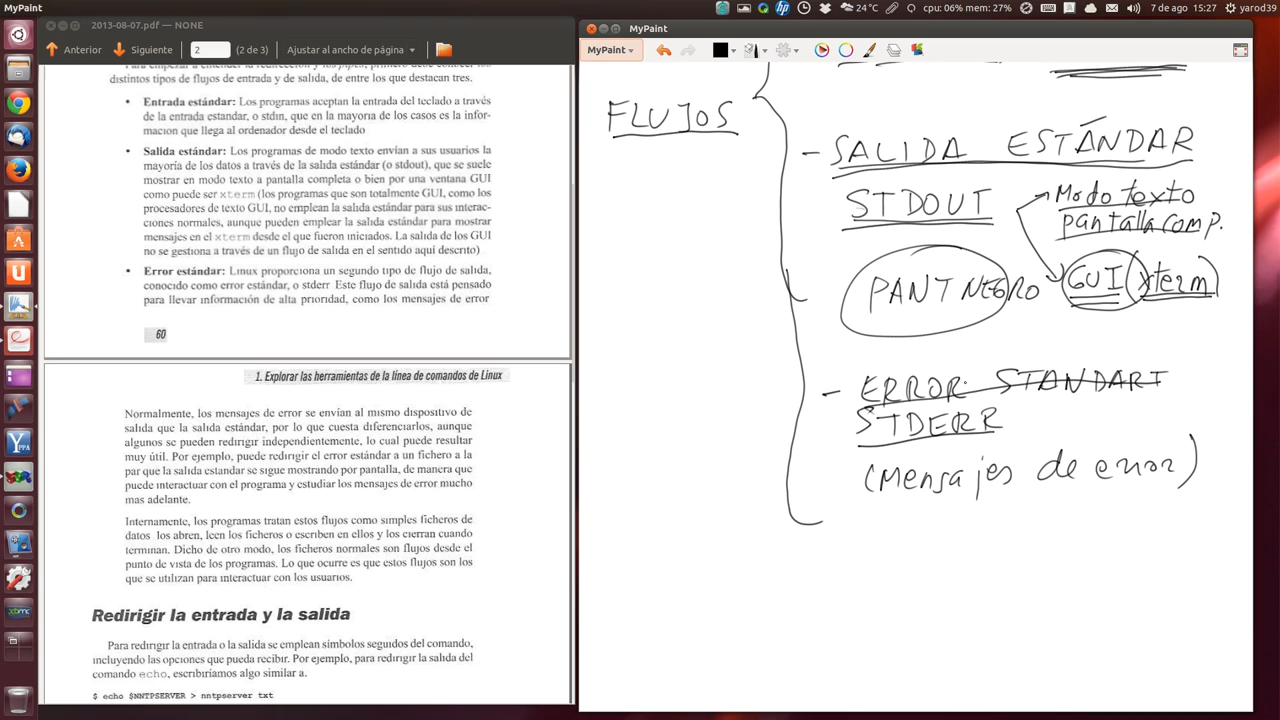 MyPaint
24°C
cpu: 06% mem: 27%
7 de ago 15:27
yarod39
2013-08-07.pdf — NONE
Anterior
Siguiente
2
(2 de 3)
Ajustar al ancho de página
distintos tipos de flujos de entrada y de salida, de entre los que destacan tres.
• Entrada estándar: Los programas aceptan la entrada del teclado a través
de la entrada estandar, o stdin, que en la mayoria de los casos es la infor-
macion que llega al ordenador desde el teclado
• Salida estándar: Los programas de modo texto envían a sus usuarios la
mayoría de los datos a través de la salida estándar (o stdout), que se suele
mostrar en modo texto a pantalla completa o bien por una ventana GUI
como puede ser xterm (los programas que son totalmente GUI, como los
procesadores de texto GUI, no emplean la salida estándar para sus interac-
ciones normales, aunque pueden emplear la salida estándar para mostrar
mensajes en el xterm desde el que fueron iniciados. La salida de los GUI
no se gestiona a través de un flujo de salida en el sentido aquí descrito)
• Error estándar: Linux proporciona un segundo tipo de flujo de salida,
conocido como error estándar, o stderr Este flujo de salida está pensado
para llevar información de alta prioridad, como los mensajes de error
60
1. Explorar las herramientas de la línea de comandos de Linux
Normalmente, los mensajes de error se envían al mismo dispositivo de
salida que la salida estándar, por lo que cuesta diferenciarlos, aunque
algunos se pueden redirigir independientemente, lo cual puede resultar
muy útil. Por ejemplo, puede redirigir el error estándar a un fichero a la
par que la salida estandar se sigue mostrando por pantalla, de manera que
puede interactuar con el programa y estudiar los mensajes de error mucho
mas adelante.
Internamente, los programas tratan estos flujos como simples ficheros de
datos los abren, leen los ficheros o escriben en ellos y los cierran cuando
terminan. Dicho de otro modo, los ficheros normales son flujos desde el
punto de vista de los programas. Lo que ocurre es que estos flujos son los
que se utilizan para interactuar con los usuarios.
Redirigir la entrada y la salida
Para redirigir la entrada o la salida se emplean símbolos seguidos del comando,
incluyendo las opciones que pueda recibir. Por ejemplo, para redirigir la salida del
comando echo, escribiríamos algo similar a.
$ echo $NNTPSERVER > nntpserver txt
MyPaint
MyPaint
FLUJOS
- SALIDA ESTÁNDAR
STDOUT
Modo texto
pantalla comp.
PANT NEGRO
GUI (xterm)
- ERROR STANDART
STDERR
(Mensajes de error)